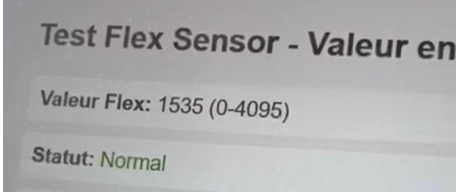 Test Flex Sensor - Valeur en
Valeur Flex: 1535 (0-4095)
Statut: Normal